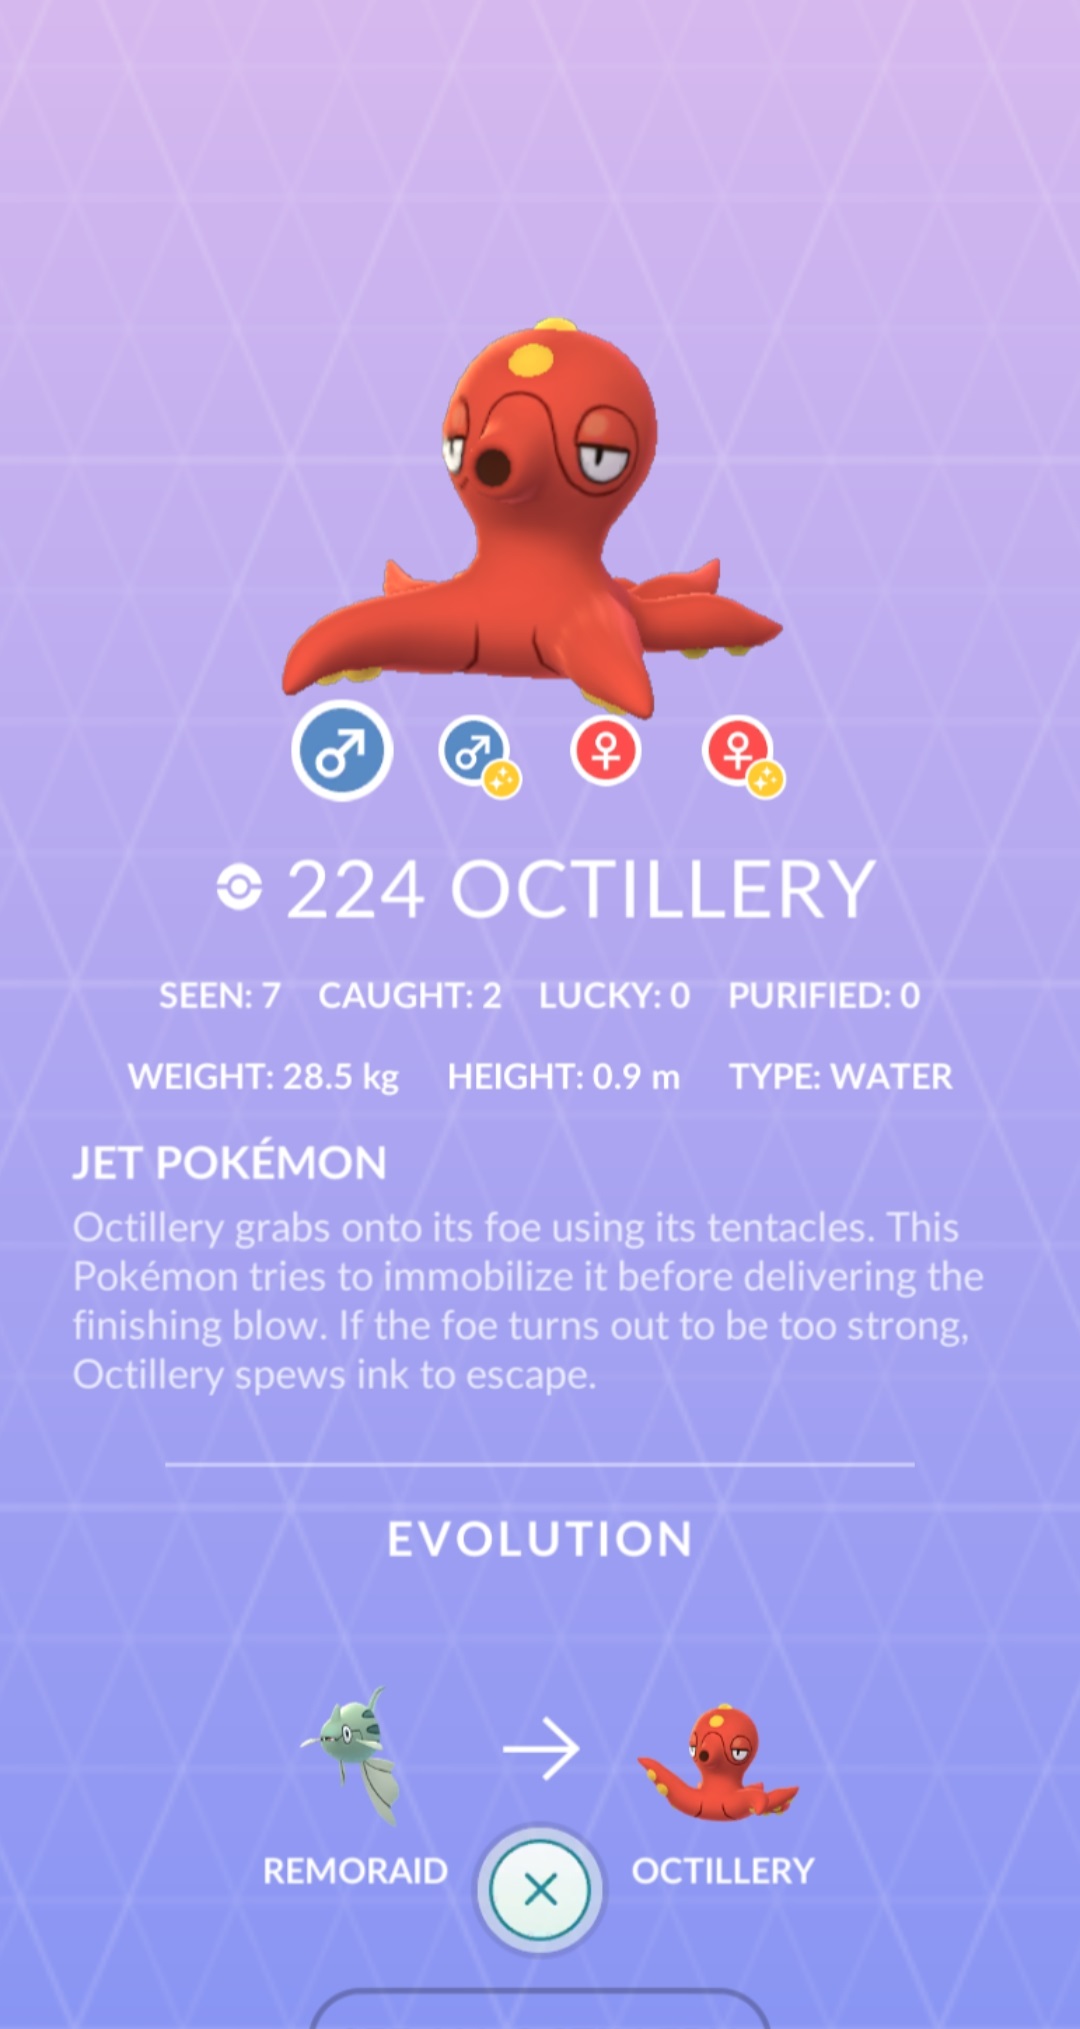 224 OCTILLERY
SEEN: 7 CAUGHT: 2 LUCKY: 0 PURIFIED: 0
WEIGHT: 28.5 kg HEIGHT: 0.9 m TYPE: WATER
JET POKÉMON
Octillery grabs onto its foe using its tentacles. This
Pokémon tries to immobilize it before delivering the
finishing blow. If the foe turns out to be too strong,
Octillery spews ink to escape.
EVOLUTION
REMORAID OCTILLERY